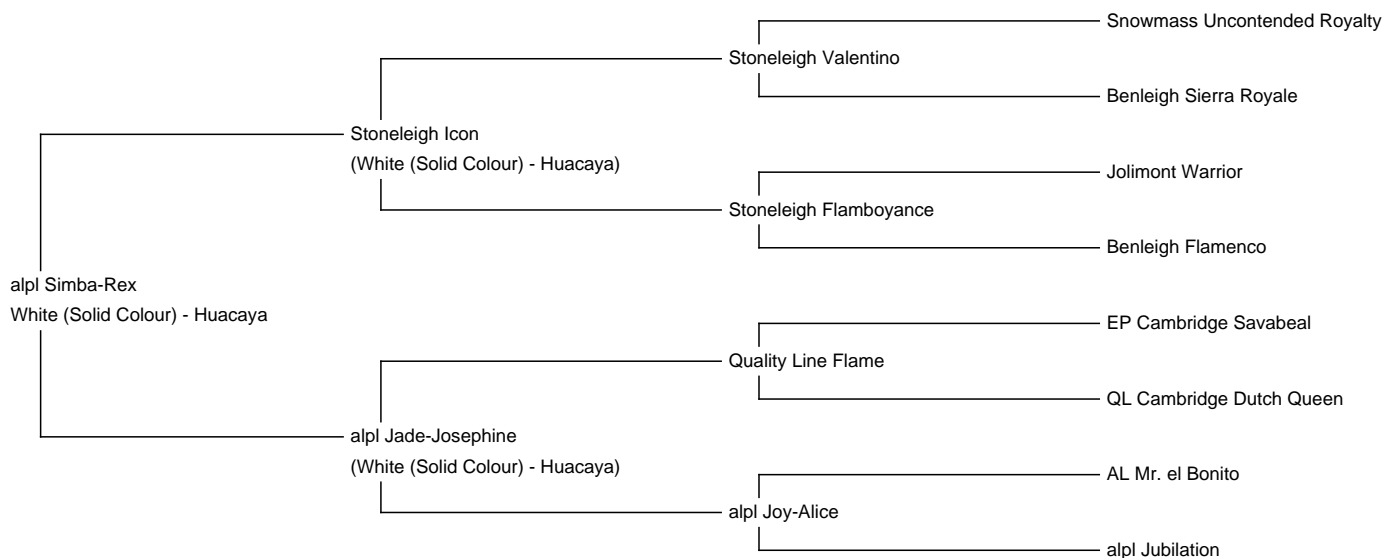 Snowmass Uncontended Royalty
Stoneleigh Valentino
Benleigh Sierra Royale
Stoneleigh Icon
(White (Solid Colour) - Huacaya)
Jolimont Warrior
Stoneleigh Flamboyance
Benleigh Flamenco
alpl Simba-Rex
White (Solid Colour) - Huacaya
EP Cambridge Savabeal
Quality Line Flame
QL Cambridge Dutch Queen
alpl Jade-Josephine
(White (Solid Colour) - Huacaya)
AL Mr. el Bonito
alpl Joy-Alice
alpl Jubilation